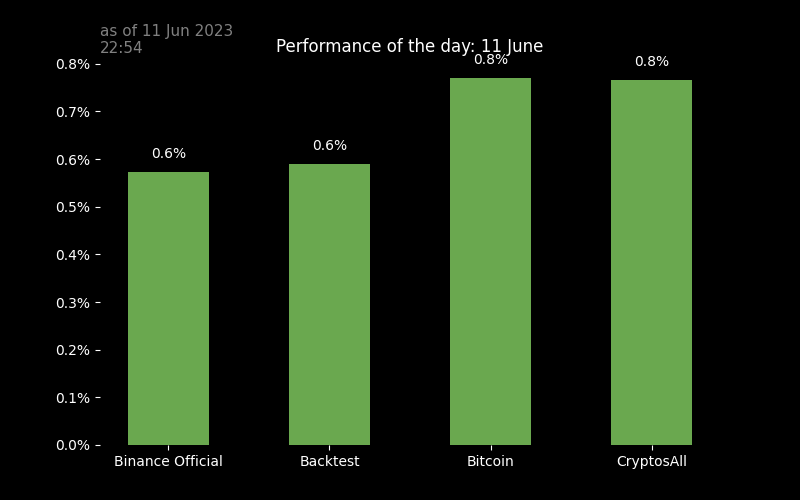 as of 11 Jun 2023
22:54
Performance of the day: 11 June
0.8%
0.7%
0.6%
0.5%
0.4%
0.3%
0.2%
0.1%
0.0%
0.6%
0.6%
0.8%
0.8%
Binance Official
Backtest
Bitcoin
CryptosAll